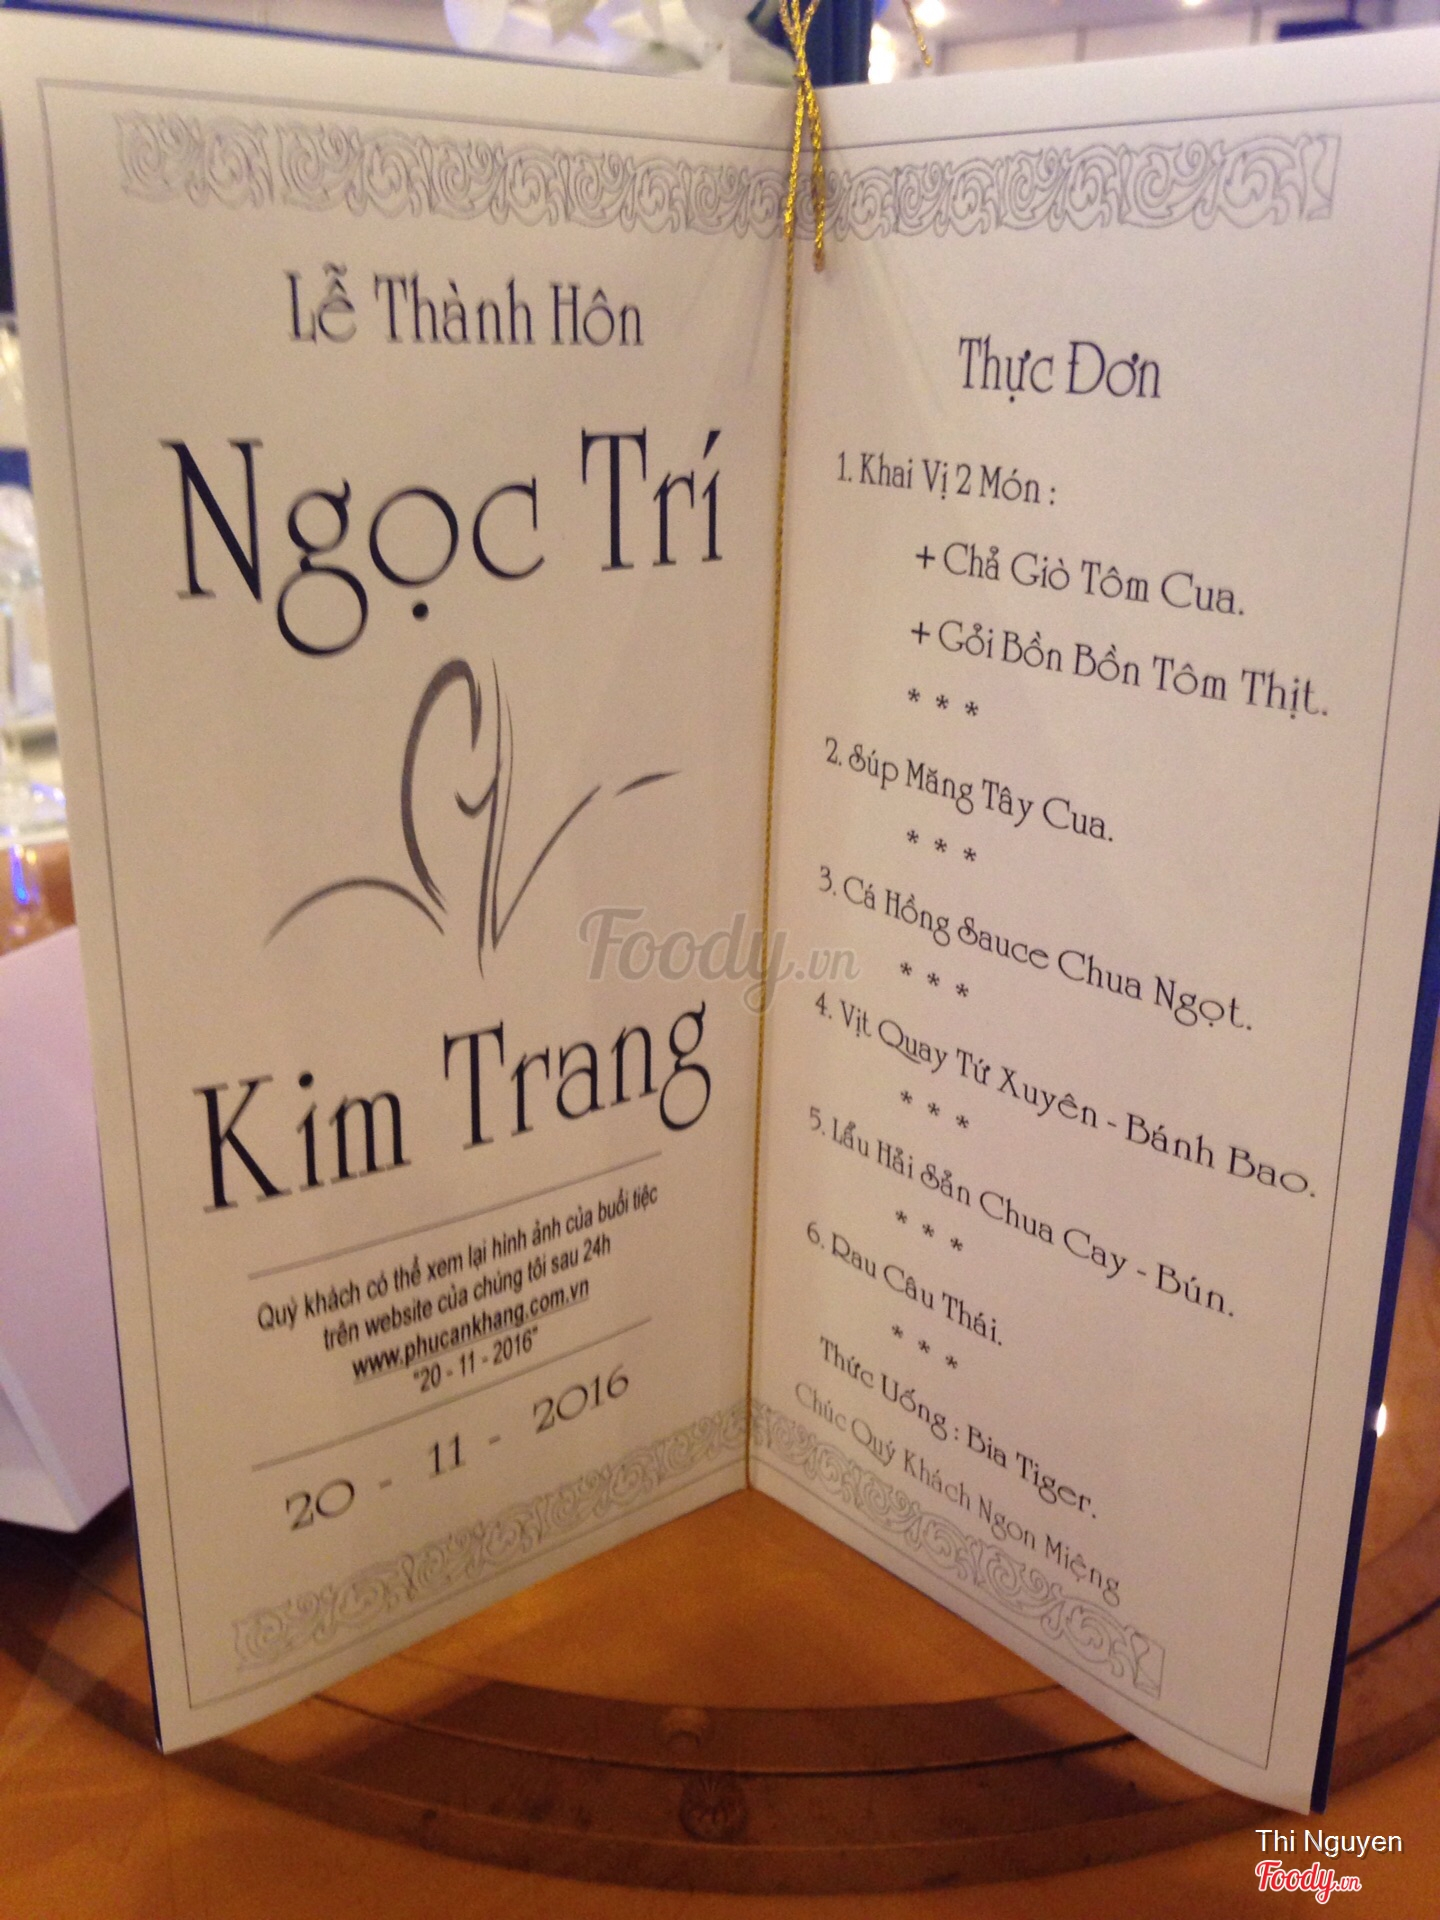 Lễ Thành Hôn
Ngọc Trí
Kim Trang
Quý khách có thể xem lại hình ảnh của buổi tiệc
trên website của chúng tôi sau 24h
www.phucankhang.com.vn
"20 - 11 - 2016"
20 - 11 - 2016
Thực Đơn
1. Khai Vị 2 Món :
+ Chả Giò Tôm Cua.
+ Gỏi Bồn Bồn Tôm Thịt.
* * *
2. Súp Măng Tây Cua.
* * *
3. Cá Hồng Sauce Chua Ngọt.
* * *
4. Vịt Quay Tứ Xuyên - Bánh Bao.
* * *
5. Lẩu Hải Sản Chua Cay - Bún.
* * *
6. Rau Câu Thái.
* * *
Thức Uống : Bia Tiger.
Chúc Quý Khách Ngon Miệng
Foody.vn
Thi Nguyen
Foody.vn